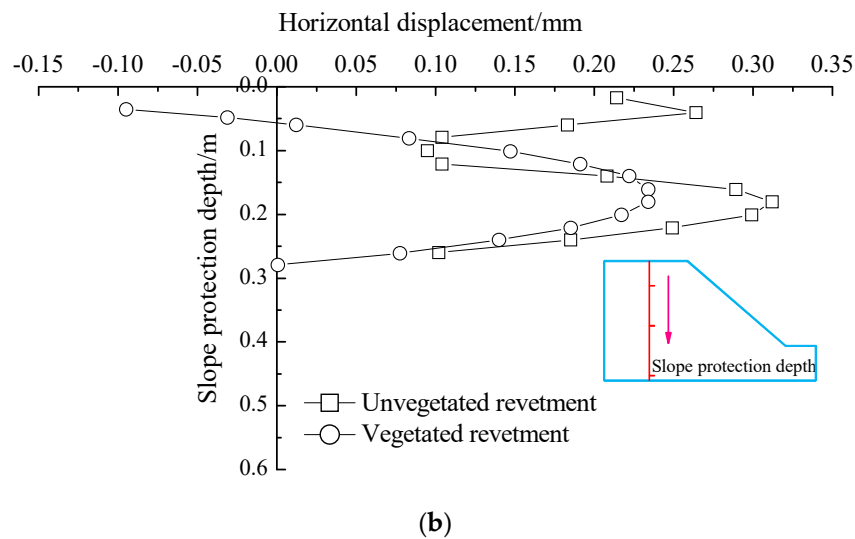 Horizontal displacement/mm
-0.15 -0.10 -0.05 0.00 0.05 0.10 0.15 0.20 0.25 0.30 0.35
Slope protection depth/m
0.0
0.1
0.2
0.3
0.4
0.5
0.6
Slope protection depth
Unvegetated revetment
Vegetated revetment
(b)